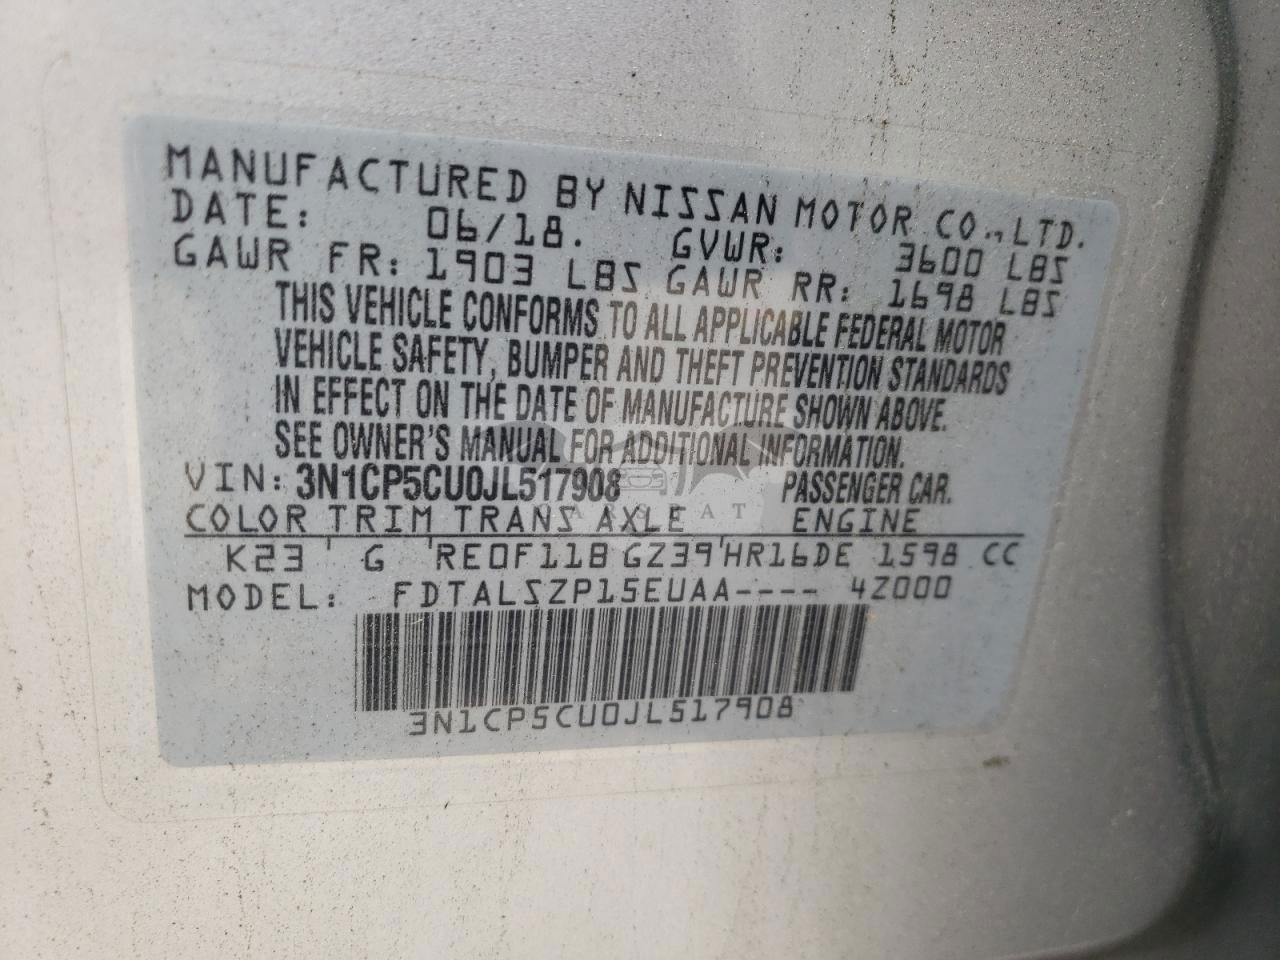 MANUFACTURED BY NISSAN MOTOR CO., LTD.
DATE: 06/18. GVWR: 3600 LBS
GAWR FR: 1903 LBS GAWR RR: 1698 LBS
THIS VEHICLE CONFORMS TO ALL APPLICABLE FEDERAL MOTOR
VEHICLE SAFETY, BUMPER AND THEFT PREVENTION STANDARDS
IN EFFECT ON THE DATE OF MANUFACTURE SHOWN ABOVE.
SEE OWNER'S MANUAL FOR ADDITIONAL INFORMATION.
VIN: 3N1CP5CU0JL517908 PASSENGER CAR.
COLOR TRIM TRANS AXLE ENGINE
K23 G RE0F11B GZ39 HR16DE 1598 CC
MODEL: FDTALSZP15EUAA---- 4Z000
3N1CP5CU0JL517908